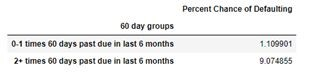 Percent Chance of Defaulting
60 day groups
0-1 times 60 days past due in last 6 months 1.109901
2+ times 60 days past due in last 6 months 9.074855